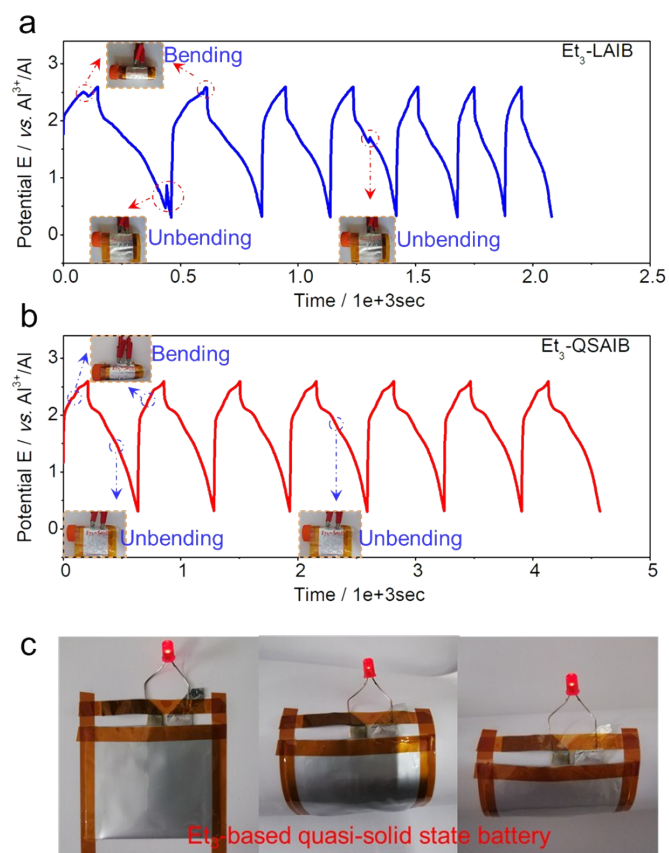 a
Et₃-LAIB
Bending
Unbending
Unbending
Potential E / vs. Al³⁺/Al
3
2
1
0
0.0 0.5 1.0 1.5 2.0 2.5
Time / 1e+3sec
b
Et₃-QSAIB
Bending
Unbending
Unbending
Potential E / vs. Al³⁺/Al
3
2
1
0
0 1 2 3 4 5
Time / 1e+3sec
c
Et₃-based quasi-solid state battery